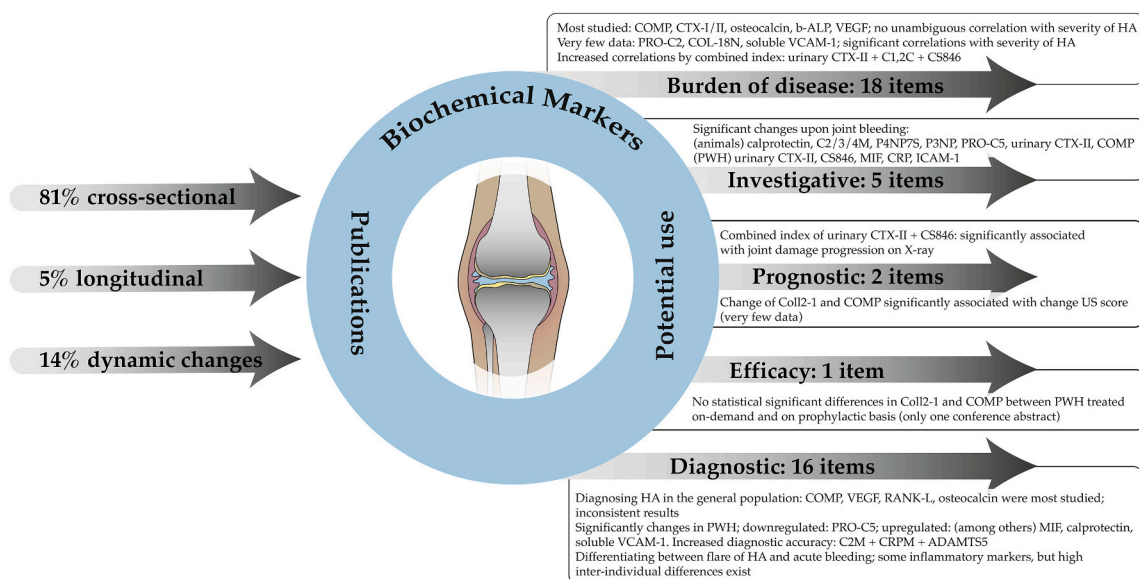 Biochemical Markers
Publications
Potential use
81% cross-sectional
5% longitudinal
14% dynamic changes
Most studied: COMP, CTX-I/II, osteocalcin, b-ALP, VEGF; no unambiguous correlation with severity of HA
Very few data: PRO-C2, COL-18N, soluble VCAM-1; significant correlations with severity of HA
Increased correlations by combined index: urinary CTX-II + C1,2C + CS846
Burden of disease: 18 items
Significant changes upon joint bleeding:
(animals) calprotectin, C2/3/4M, P4NP7S, P3NP, PRO-C5, urinary CTX-II, COMP
(PWH) urinary CTX-II, CS846, MIF, CRP, ICAM-1
Investigative: 5 items
Combined index of urinary CTX-II + CS846: significantly associated
with joint damage progression on X-ray
Prognostic: 2 items
Change of Coll2-1 and COMP significantly associated with change US score
(very few data)
Efficacy: 1 item
No statistical significant differences in Coll2-1 and COMP between PWH treated
on-demand and on prophylactic basis (only one conference abstract)
Diagnostic: 16 items
Diagnosing HA in the general population: COMP, VEGF, RANK-L, osteocalcin were most studied;
inconsistent results
Significantly changes in PWH; downregulated: PRO-C5; upregulated: (among others) MIF, calprotectin,
soluble VCAM-1. Increased diagnostic accuracy: C2M + CRPM + ADAMTS5
Differentiating between flare of HA and acute bleeding; some inflammatory markers, but high
inter-individual differences exist